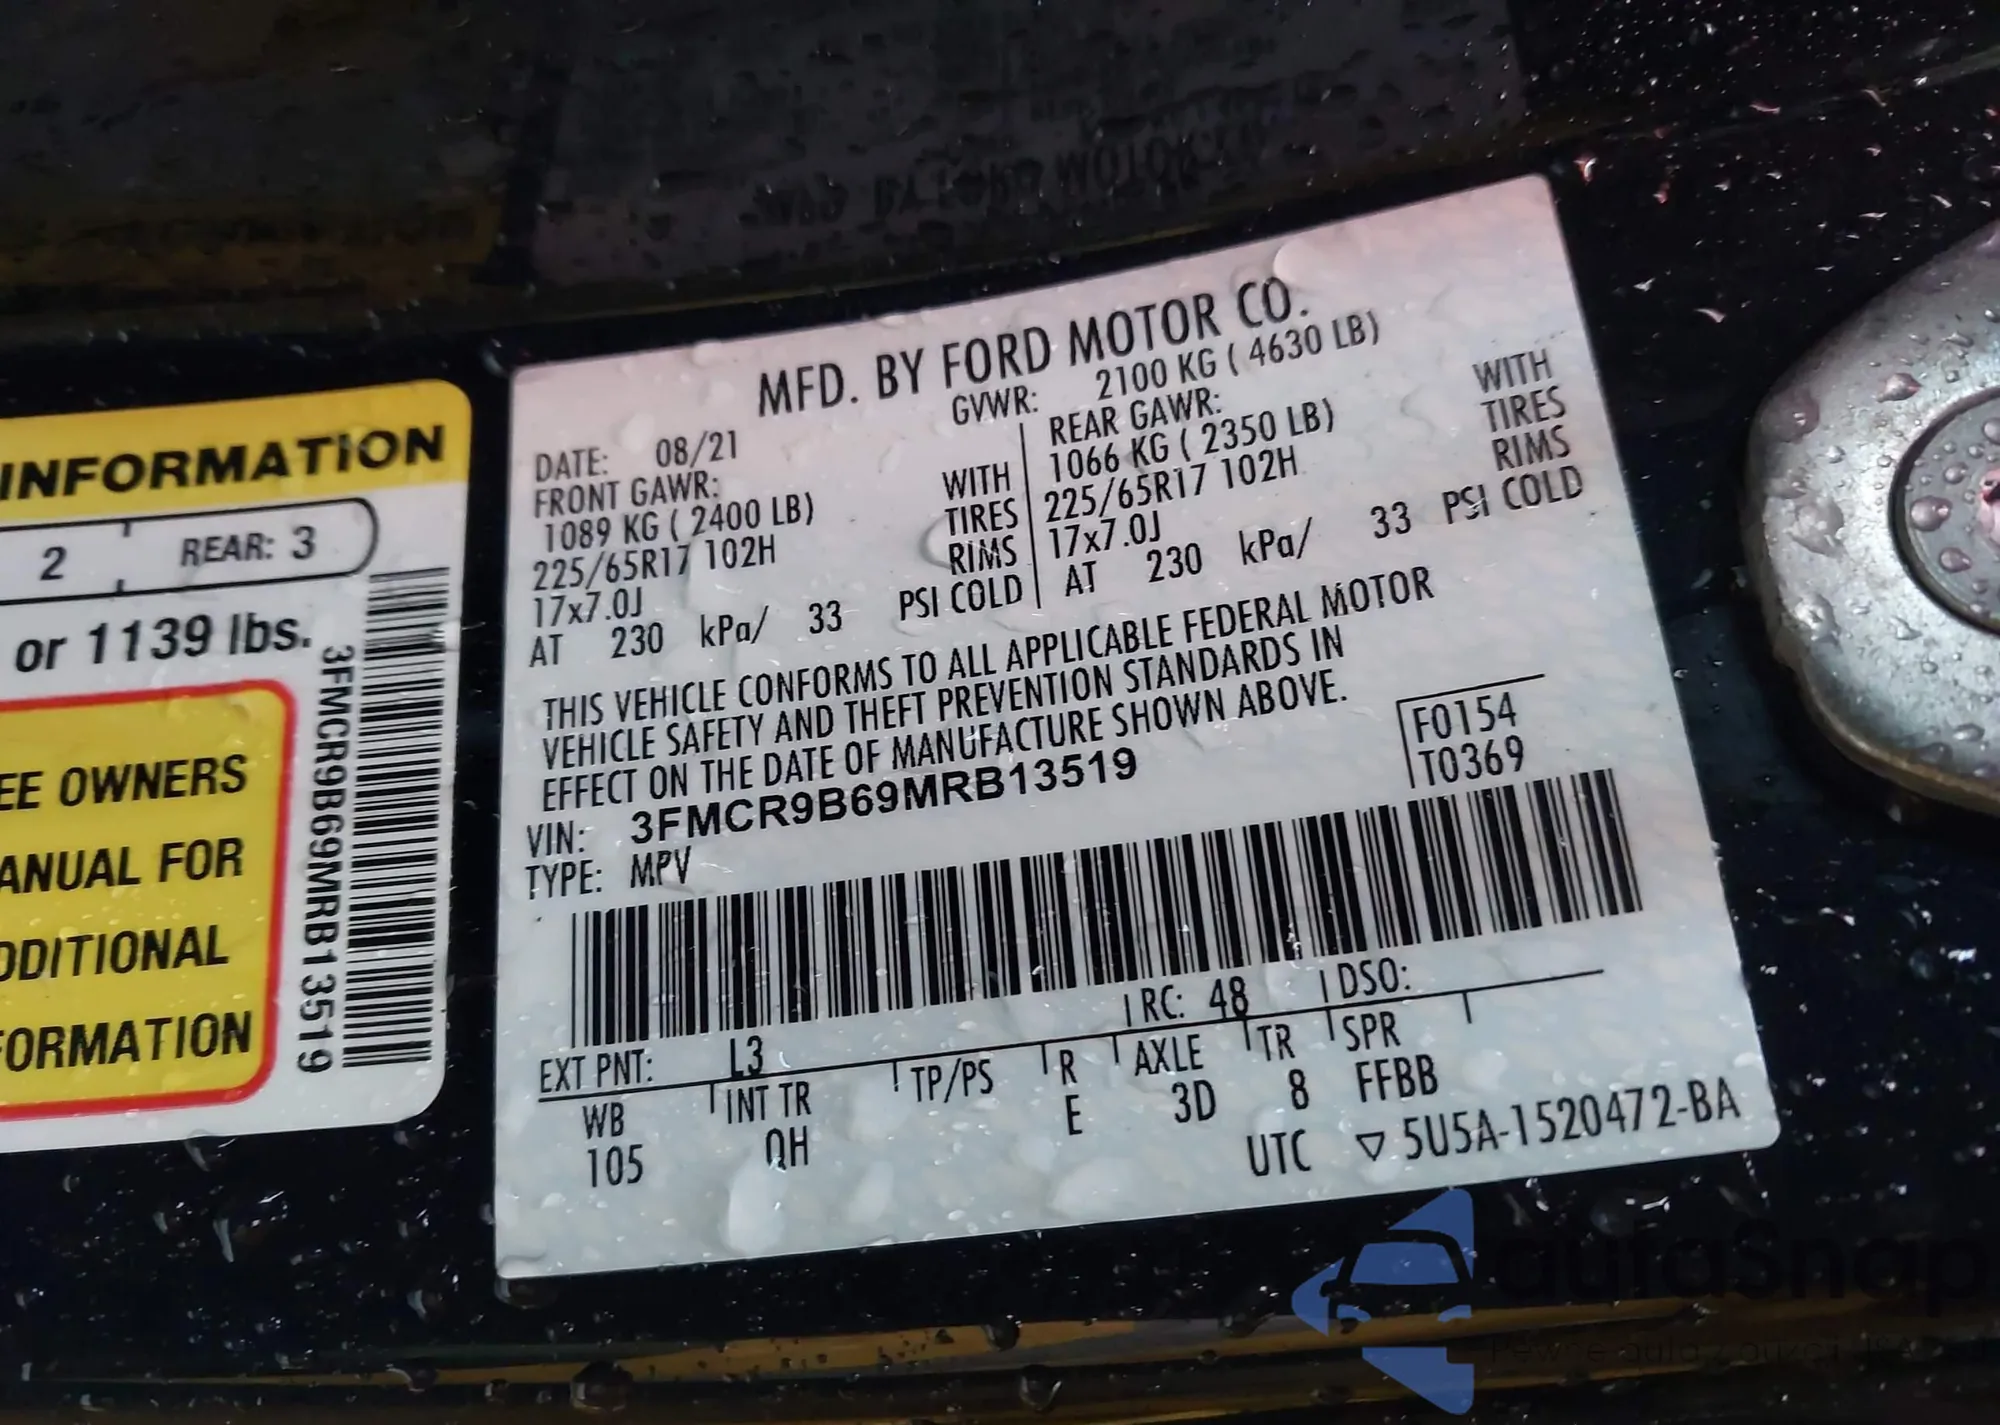 INFORMATION
2 REAR: 3
or 1139 lbs.
EE OWNERS
ANUAL FOR
DDITIONAL
FORMATION
3FMCR9B69MRB13519
MFD. BY FORD MOTOR CO.
DATE: 08/21 GVWR: 2100 KG ( 4630 LB)
FRONT GAWR: REAR GAWR:
1089 KG ( 2400 LB) WITH 1066 KG ( 2350 LB) WITH
225/65R17 102H TIRES 225/65R17 102H TIRES
17x7.0J RIMS 17x7.0J RIMS
AT 230 kPa/ 33 PSI COLD AT 230 kPa/ 33 PSI COLD
THIS VEHICLE CONFORMS TO ALL APPLICABLE FEDERAL MOTOR
VEHICLE SAFETY AND THEFT PREVENTION STANDARDS IN
EFFECT ON THE DATE OF MANUFACTURE SHOWN ABOVE.
VIN: 3FMCR9B69MRB13519
F0154
T0369
TYPE: MPV
EXT PNT: L3 RC: 48 DSO:
WB INT TR TP/PS R AXLE TR SPR
105 QH E 3D 8 FFBB
UTC ▽ 5U5A-1520472-BA
autoSnap